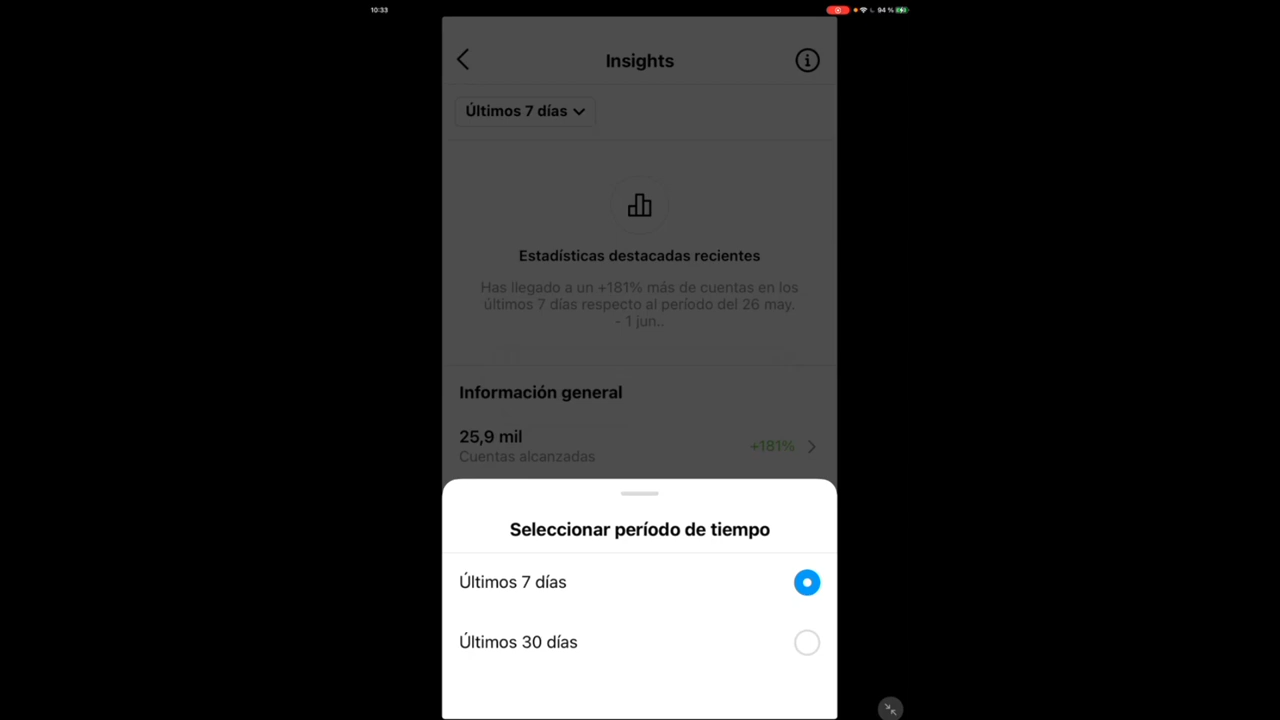 10:33
94 %
Insights
Últimos 7 días
Estadísticas destacadas recientes
Has llegado a un +181% más de cuentas en los
últimos 7 días respecto al período del 26 may.
- 1 jun..
Información general
25,9 mil
+181%
Cuentas alcanzadas
Seleccionar período de tiempo
Últimos 7 días
Últimos 30 días